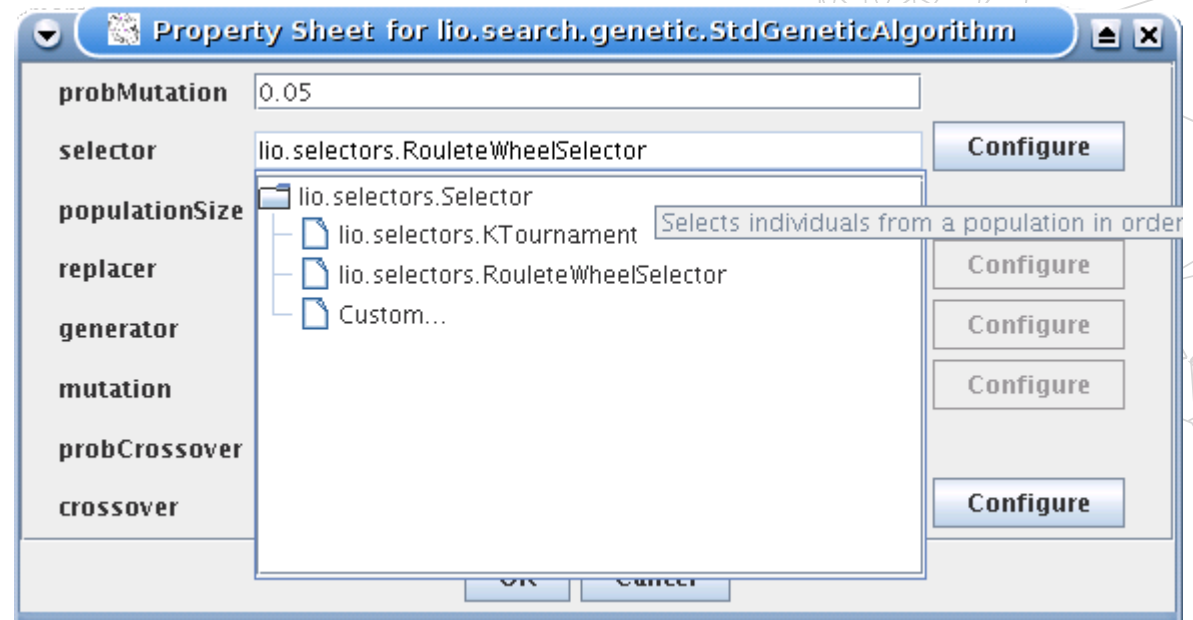 Property Sheet for lio.search.genetic.StdGeneticAlgorithm
probMutation 0.05
selector lio.selectors.RouleteWheelSelector Configure
lio.selectors.Selector
populationSize Selects individuals from a population in order
lio.selectors.KTournament
replacer lio.selectors.RouleteWheelSelector Configure
Custom...
generator Configure
mutation Configure
probCrossover
crossover Configure
OK Cancel